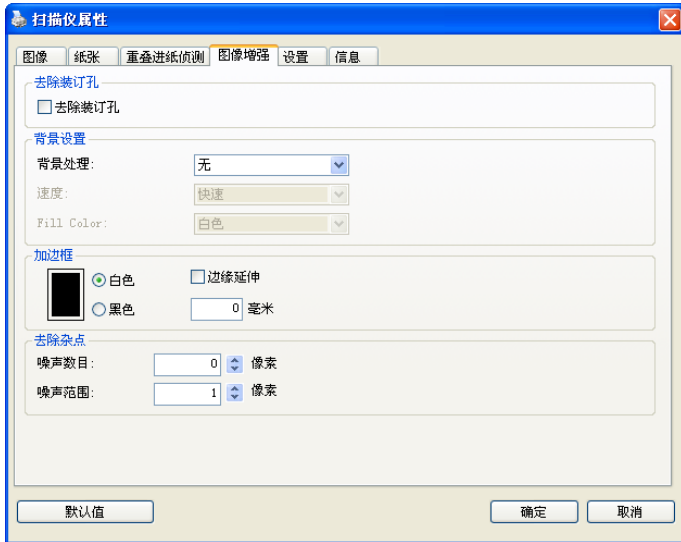 扫描仪属性
图像 纸张 重叠进纸侦测 图像增强 设置 信息
去除装订孔
去除装订孔
背景设置
背景处理: 无
速度: 快速
Fill Color: 白色
加边框
白色 边缘延伸
黑色 0 毫米
去除杂点
噪声数目: 0 像素
噪声范围: 1 像素
默认值 确定 取消